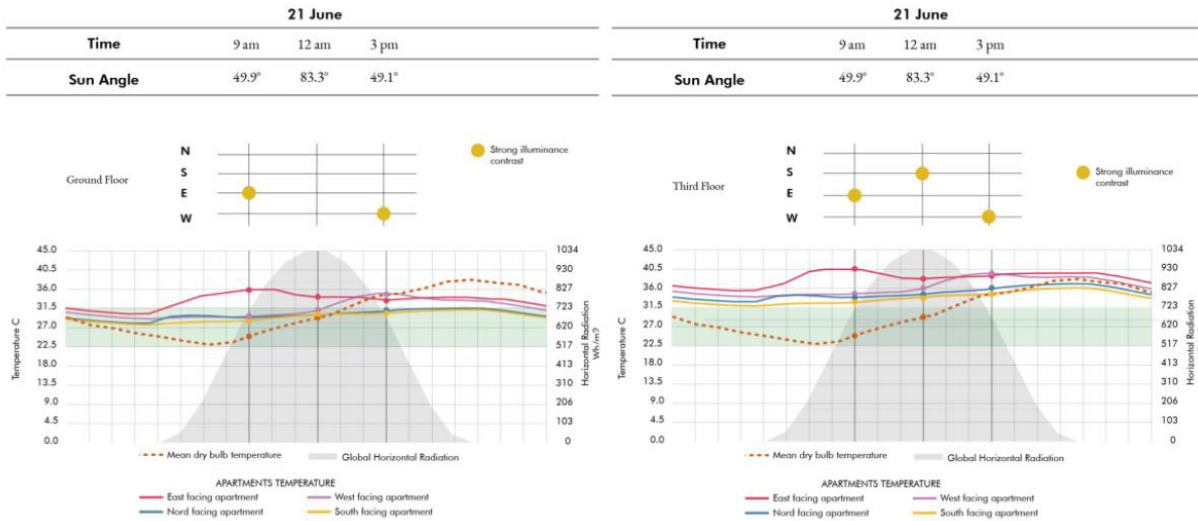 21 June
Time 9 am 12 am 3 pm
Sun Angle 49.9° 83.3° 49.1°
N
S
E
W
Ground Floor
Strong illuminance
contrast
45.0
40.5
36.0
31.5
27.0
22.5
18.0
13.5
9.0
4.5
0.0
Temperature C
1034
930
827
723
620
517
413
310
206
103
0
Horizontal Radiation
Wh/m2
Mean dry bulb temperature
Global Horizontal Radiation
APARTMENTS TEMPERATURE
East facing apartment
West facing apartment
Nord facing apartment
South facing apartment
21 June
Time 9 am 12 am 3 pm
Sun Angle 49.9° 83.3° 49.1°
N
S
E
W
Third Floor
Strong illuminance
contrast
45.0
40.5
36.0
31.5
27.0
22.5
18.0
13.5
9.0
4.5
0.0
Temperature C
1034
930
827
723
620
517
413
310
206
103
0
Horizontal Radiation
Mean dry bulb temperature
Global Horizontal Radiation
APARTMENTS TEMPERATURE
East facing apartment
West facing apartment
Nord facing apartment
South facing apartment